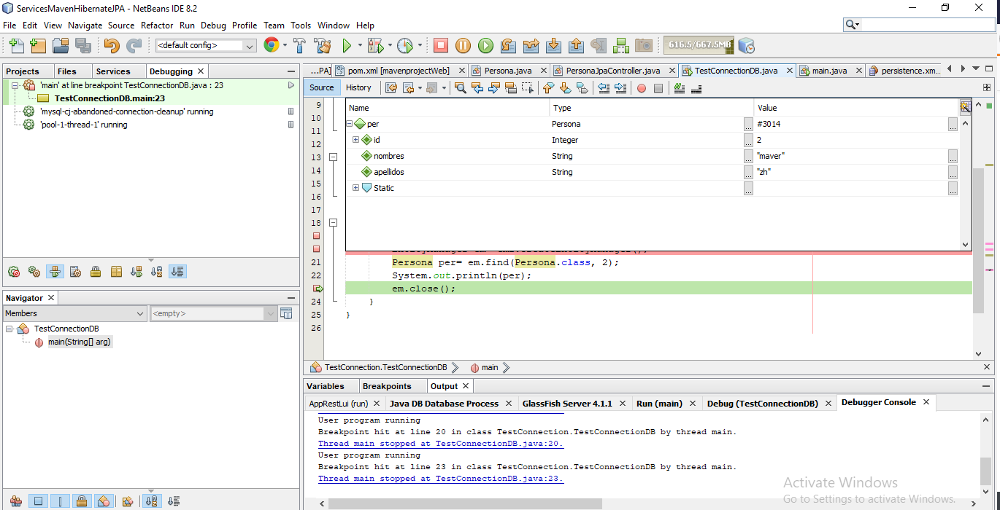 ServicesMavenHibernateJPA - NetBeans IDE 8.2
File Edit View Navigate Source Refactor Run Debug Profile Team Tools Window Help
<default config>
616.5/667.5MB
Projects Files Services Debugging
'main' at line breakpoint TestConnectionDB.java : 23
TestConnectionDB.main:23
'mysql-cj-abandoned-connection-cleanup' running
'pool-1-thread-1' running
Navigator
Members <empty>
TestConnectionDB
main(String[] arg)
...PA] pom.xml [mavenprojectWeb] Persona.java PersonaJpaController.java TestConnectionDB.java main.java persistence.xm...
Source History
Name Type Value
per Persona ... #3014 ...
id Integer ... 2
nombres String ... "maver" ...
apellidos String ... "zh" ...
Static ... ...
9
10
11
12
13
14
15
16
17
18
21 Persona per= em.find(Persona.class, 2);
22 System.out.println(per);
em.close();
24 }
25 }
26
TestConnection.TestConnectionDB main
Variables Breakpoints Output
AppRestLui (run) Java DB Database Process GlassFish Server 4.1.1 Run (main) Debug (TestConnectionDB) Debugger Console
User program running
Breakpoint hit at line 20 in class TestConnection.TestConnectionDB by thread main.
Thread main stopped at TestConnectionDB.java:20.
User program running
Breakpoint hit at line 23 in class TestConnection.TestConnectionDB by thread main.
Thread main stopped at TestConnectionDB.java:23.
Activate Windows
Go to Settings to activate Windows.